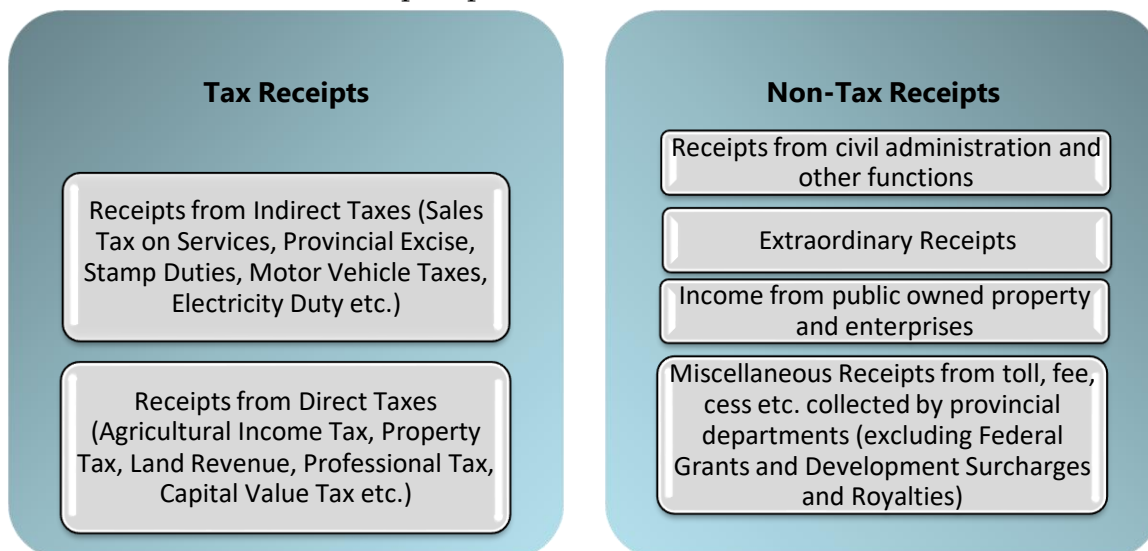 Tax Receipts
Receipts from Indirect Taxes (Sales
Tax on Services, Provincial Excise,
Stamp Duties, Motor Vehicle Taxes,
Electricity Duty etc.)
Receipts from Direct Taxes
(Agricultural Income Tax, Property
Tax, Land Revenue, Professional Tax,
Capital Value Tax etc.)
Non-Tax Receipts
Receipts from civil administration and
other functions
Extraordinary Receipts
Income from public owned property
and enterprises
Miscellaneous Receipts from toll, fee,
cess etc. collected by provincial
departments (excluding Federal
Grants and Development Surcharges
and Royalties)